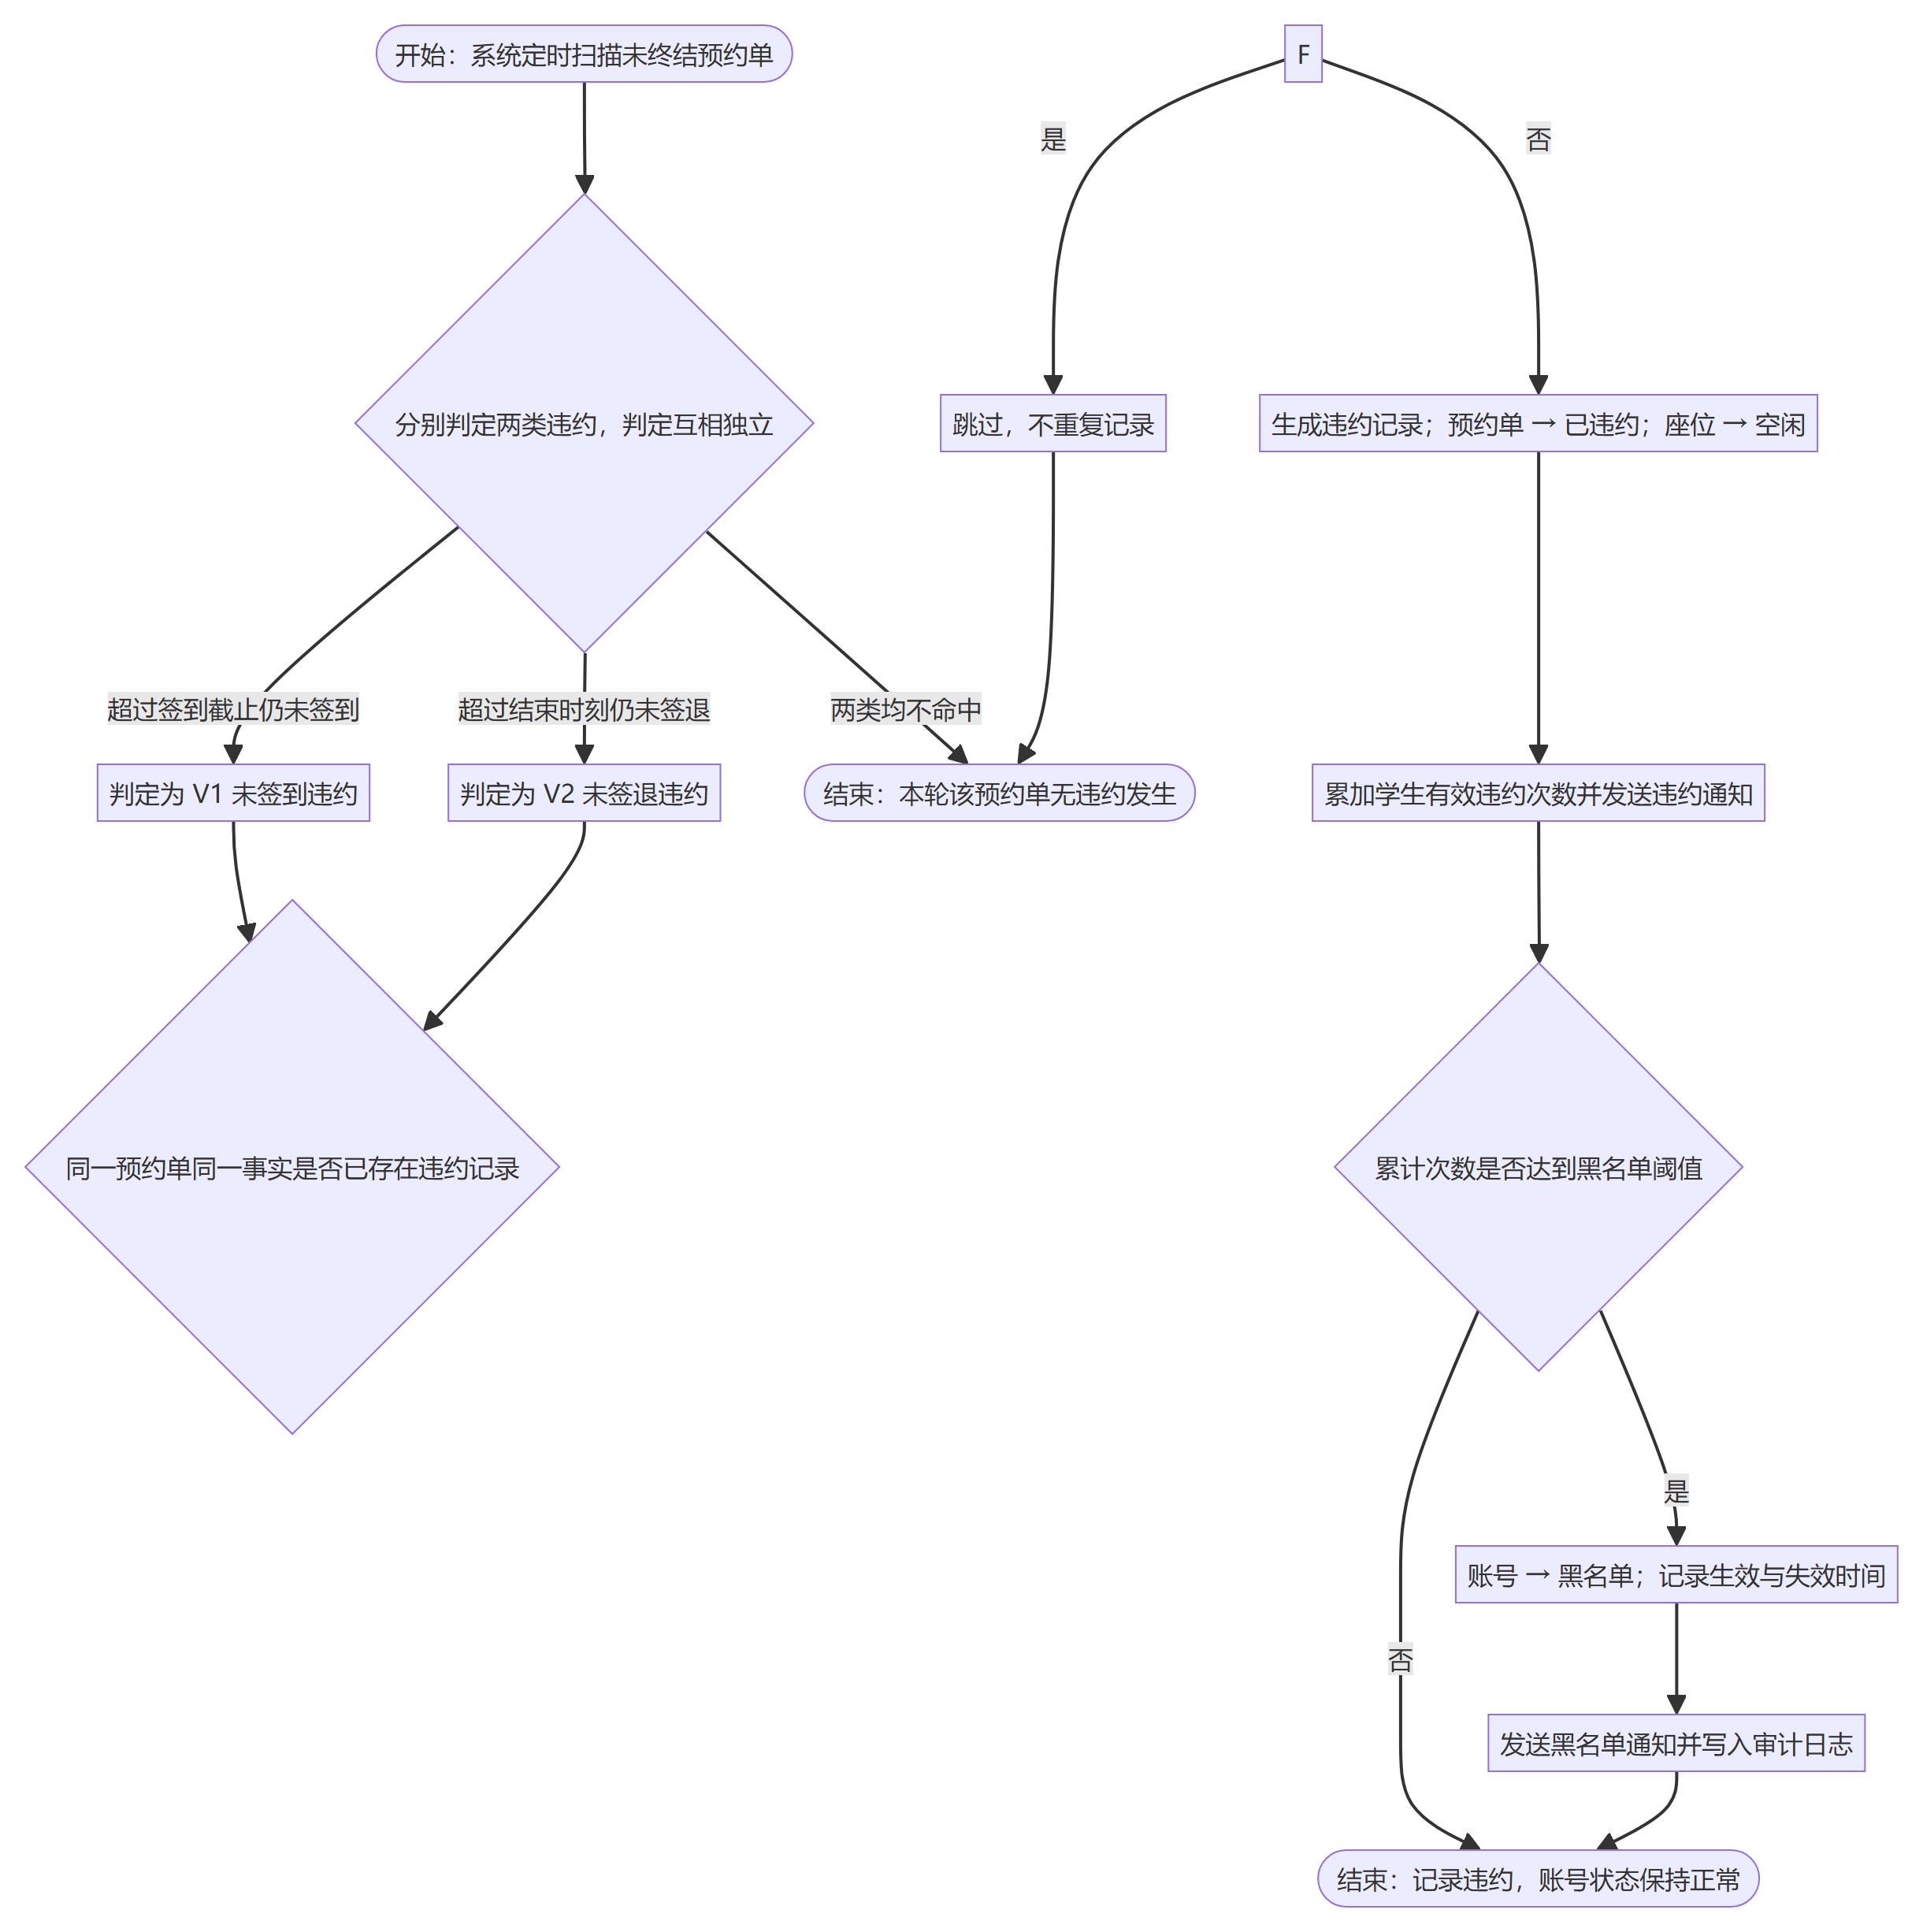 开始：系统定时扫描未终结预约单
F
是
否
分别判定两类违约，判定互相独立
跳过，不重复记录
生成违约记录；预约单 → 已违约；座位 → 空闲
超过签到截止仍未签到
超过结束时刻仍未签退
两类均不命中
判定为 V1 未签到违约
判定为 V2 未签退违约
结束：本轮该预约单无违约发生
累加学生有效违约次数并发送违约通知
同一预约单同一事实是否已存在违约记录
累计次数是否达到黑名单阈值
是
账号 → 黑名单；记录生效与失效时间
否
发送黑名单通知并写入审计日志
结束：记录违约，账号状态保持正常